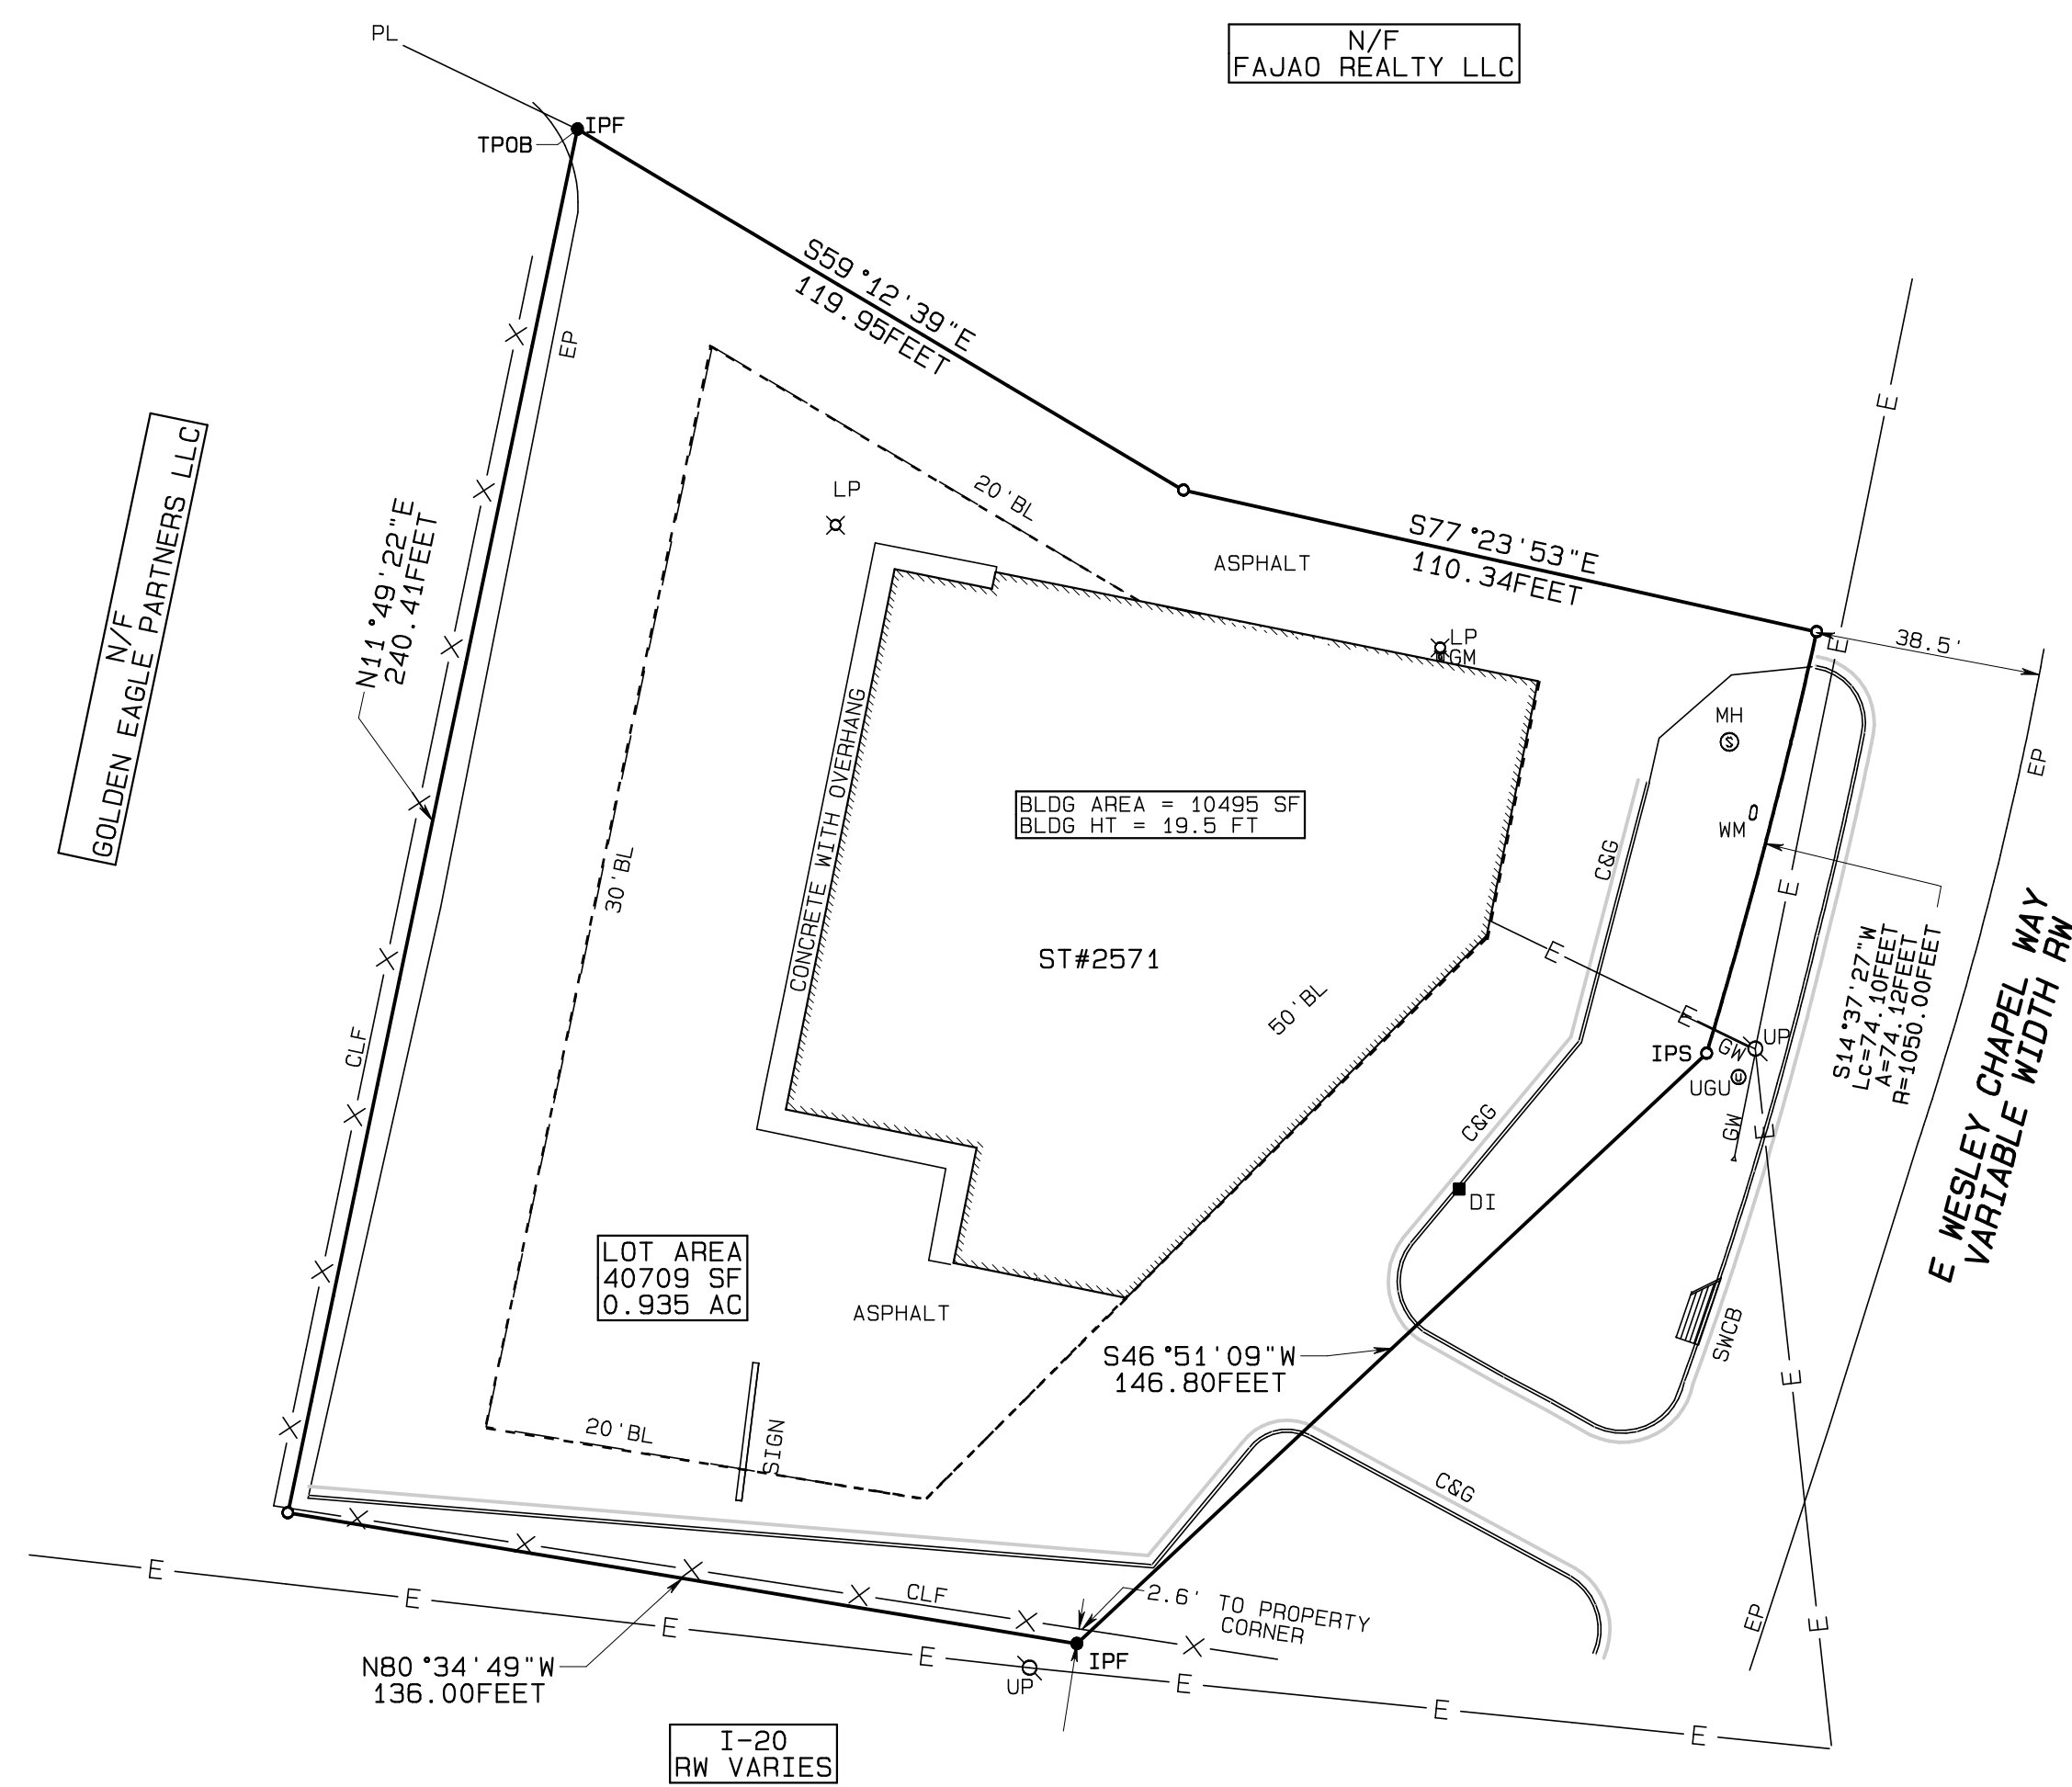 PL
N/F
FAJAO REALTY LLC
IPF
TPOB
S59°12'39"E
119.95FEET
EP
20'BL
LP
ASPHALT
S77°23'53"E
110.34FEET
E
E
38.5'
N/F
GOLDEN EAGLE PARTNERS LLC
N11°49'22"E
240.41FEET
X
X
X
X
X
X
X
X
CLF
30'BL
CONCRETE WITH OVERHANG
LP
GM
MH
S
WM
EP
BLDG AREA = 10495 SF
BLDG HT = 19.5 FT
C&G
E
ST#2571
50'BL
E
E
GW
UP
IPS
UGU
U
GW
E
S14°37'27"W
Lc=74.10FEET
A=74.12FEET
R=1050.00FEET
E WESLEY CHAPEL WAY
VARIABLE WIDTH RW
C&G
DI
LOT AREA
40709 SF
0.935 AC
ASPHALT
SWCB
S46°51'09"W
146.80FEET
E
20'BL
SIGN
C&G
X
X
X
X
X
X
CLF
2.6' TO PROPERTY
CORNER
EP
E
E
E
E
E
E
E
E
IPF
UP
N80°34'49"W
136.00FEET
I-20
RW VARIES